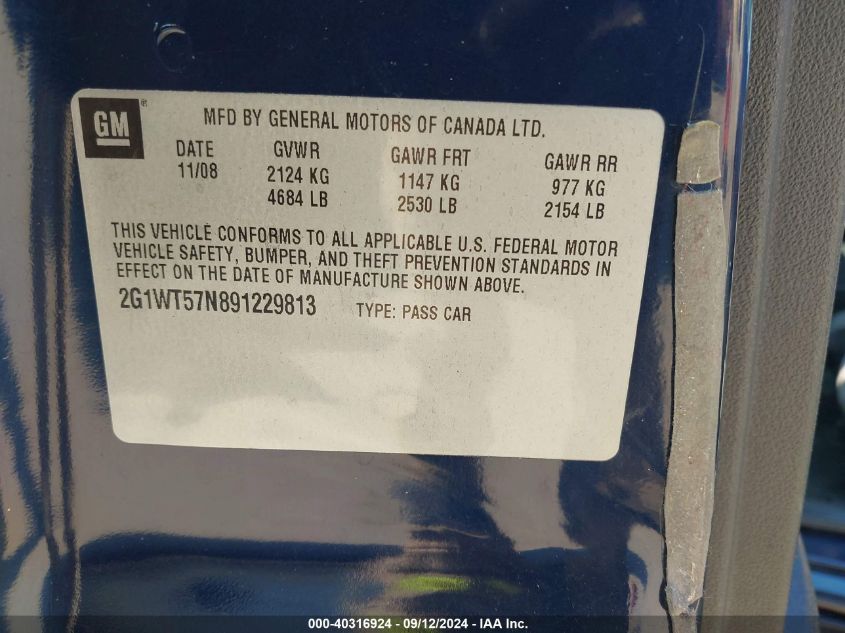 GM®
MFD BY GENERAL MOTORS OF CANADA LTD.
DATE GVWR GAWR FRT GAWR RR
11/08 2124 KG 1147 KG 977 KG
4684 LB 2530 LB 2154 LB
THIS VEHICLE CONFORMS TO ALL APPLICABLE U.S. FEDERAL MOTOR
VEHICLE SAFETY, BUMPER, AND THEFT PREVENTION STANDARDS IN
EFFECT ON THE DATE OF MANUFACTURE SHOWN ABOVE.
2G1WT57N891229813 TYPE: PASS CAR
000-40316924 - 09/12/2024 - IAA Inc.